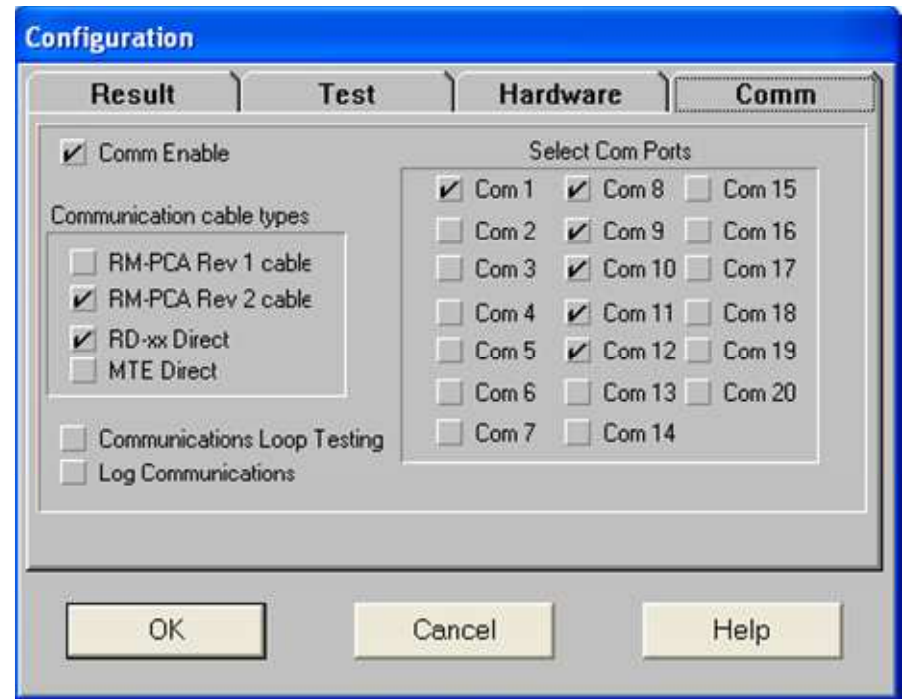 Configuration
Result Test Hardware Comm
Comm Enable
Communication cable types
RM-PCA Rev 1 cable
RM-PCA Rev 2 cable
RD-xx Direct
MTE Direct
Communications Loop Testing
Log Communications
Select Com Ports
Com 1 Com 8 Com 15
Com 2 Com 9 Com 16
Com 3 Com 10 Com 17
Com 4 Com 11 Com 18
Com 5 Com 12 Com 19
Com 6 Com 13 Com 20
Com 7 Com 14
OK Cancel Help